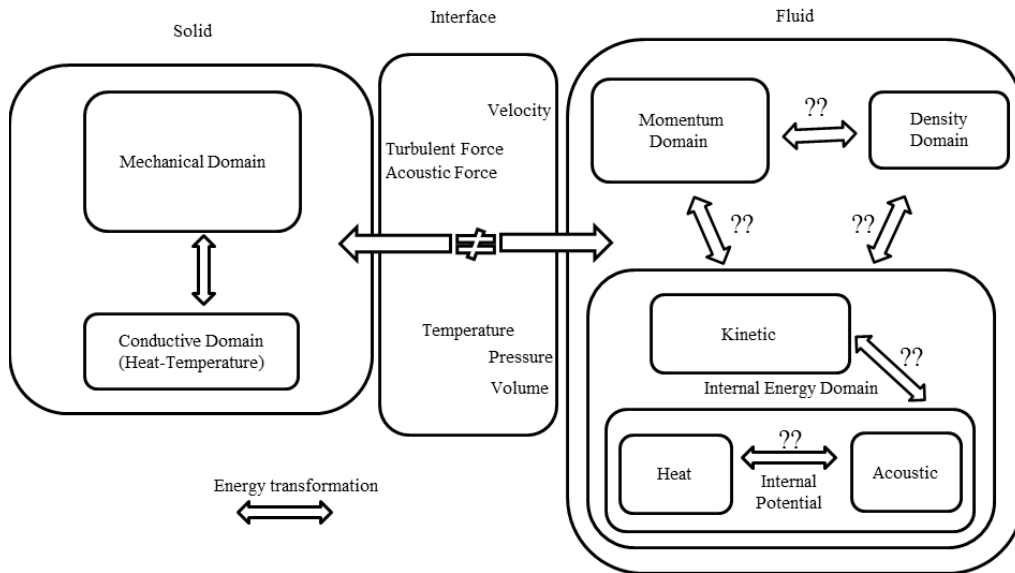 Solid
Interface
Fluid
Mechanical Domain
Conductive Domain
(Heat-Temperature)
Energy transformation
Velocity
Turbulent Force
Acoustic Force
≠
Temperature
Pressure
Volume
Momentum
Domain
??
Density
Domain
??
??
Kinetic
??
Internal Energy Domain
Heat
??
Internal
Potential
Acoustic